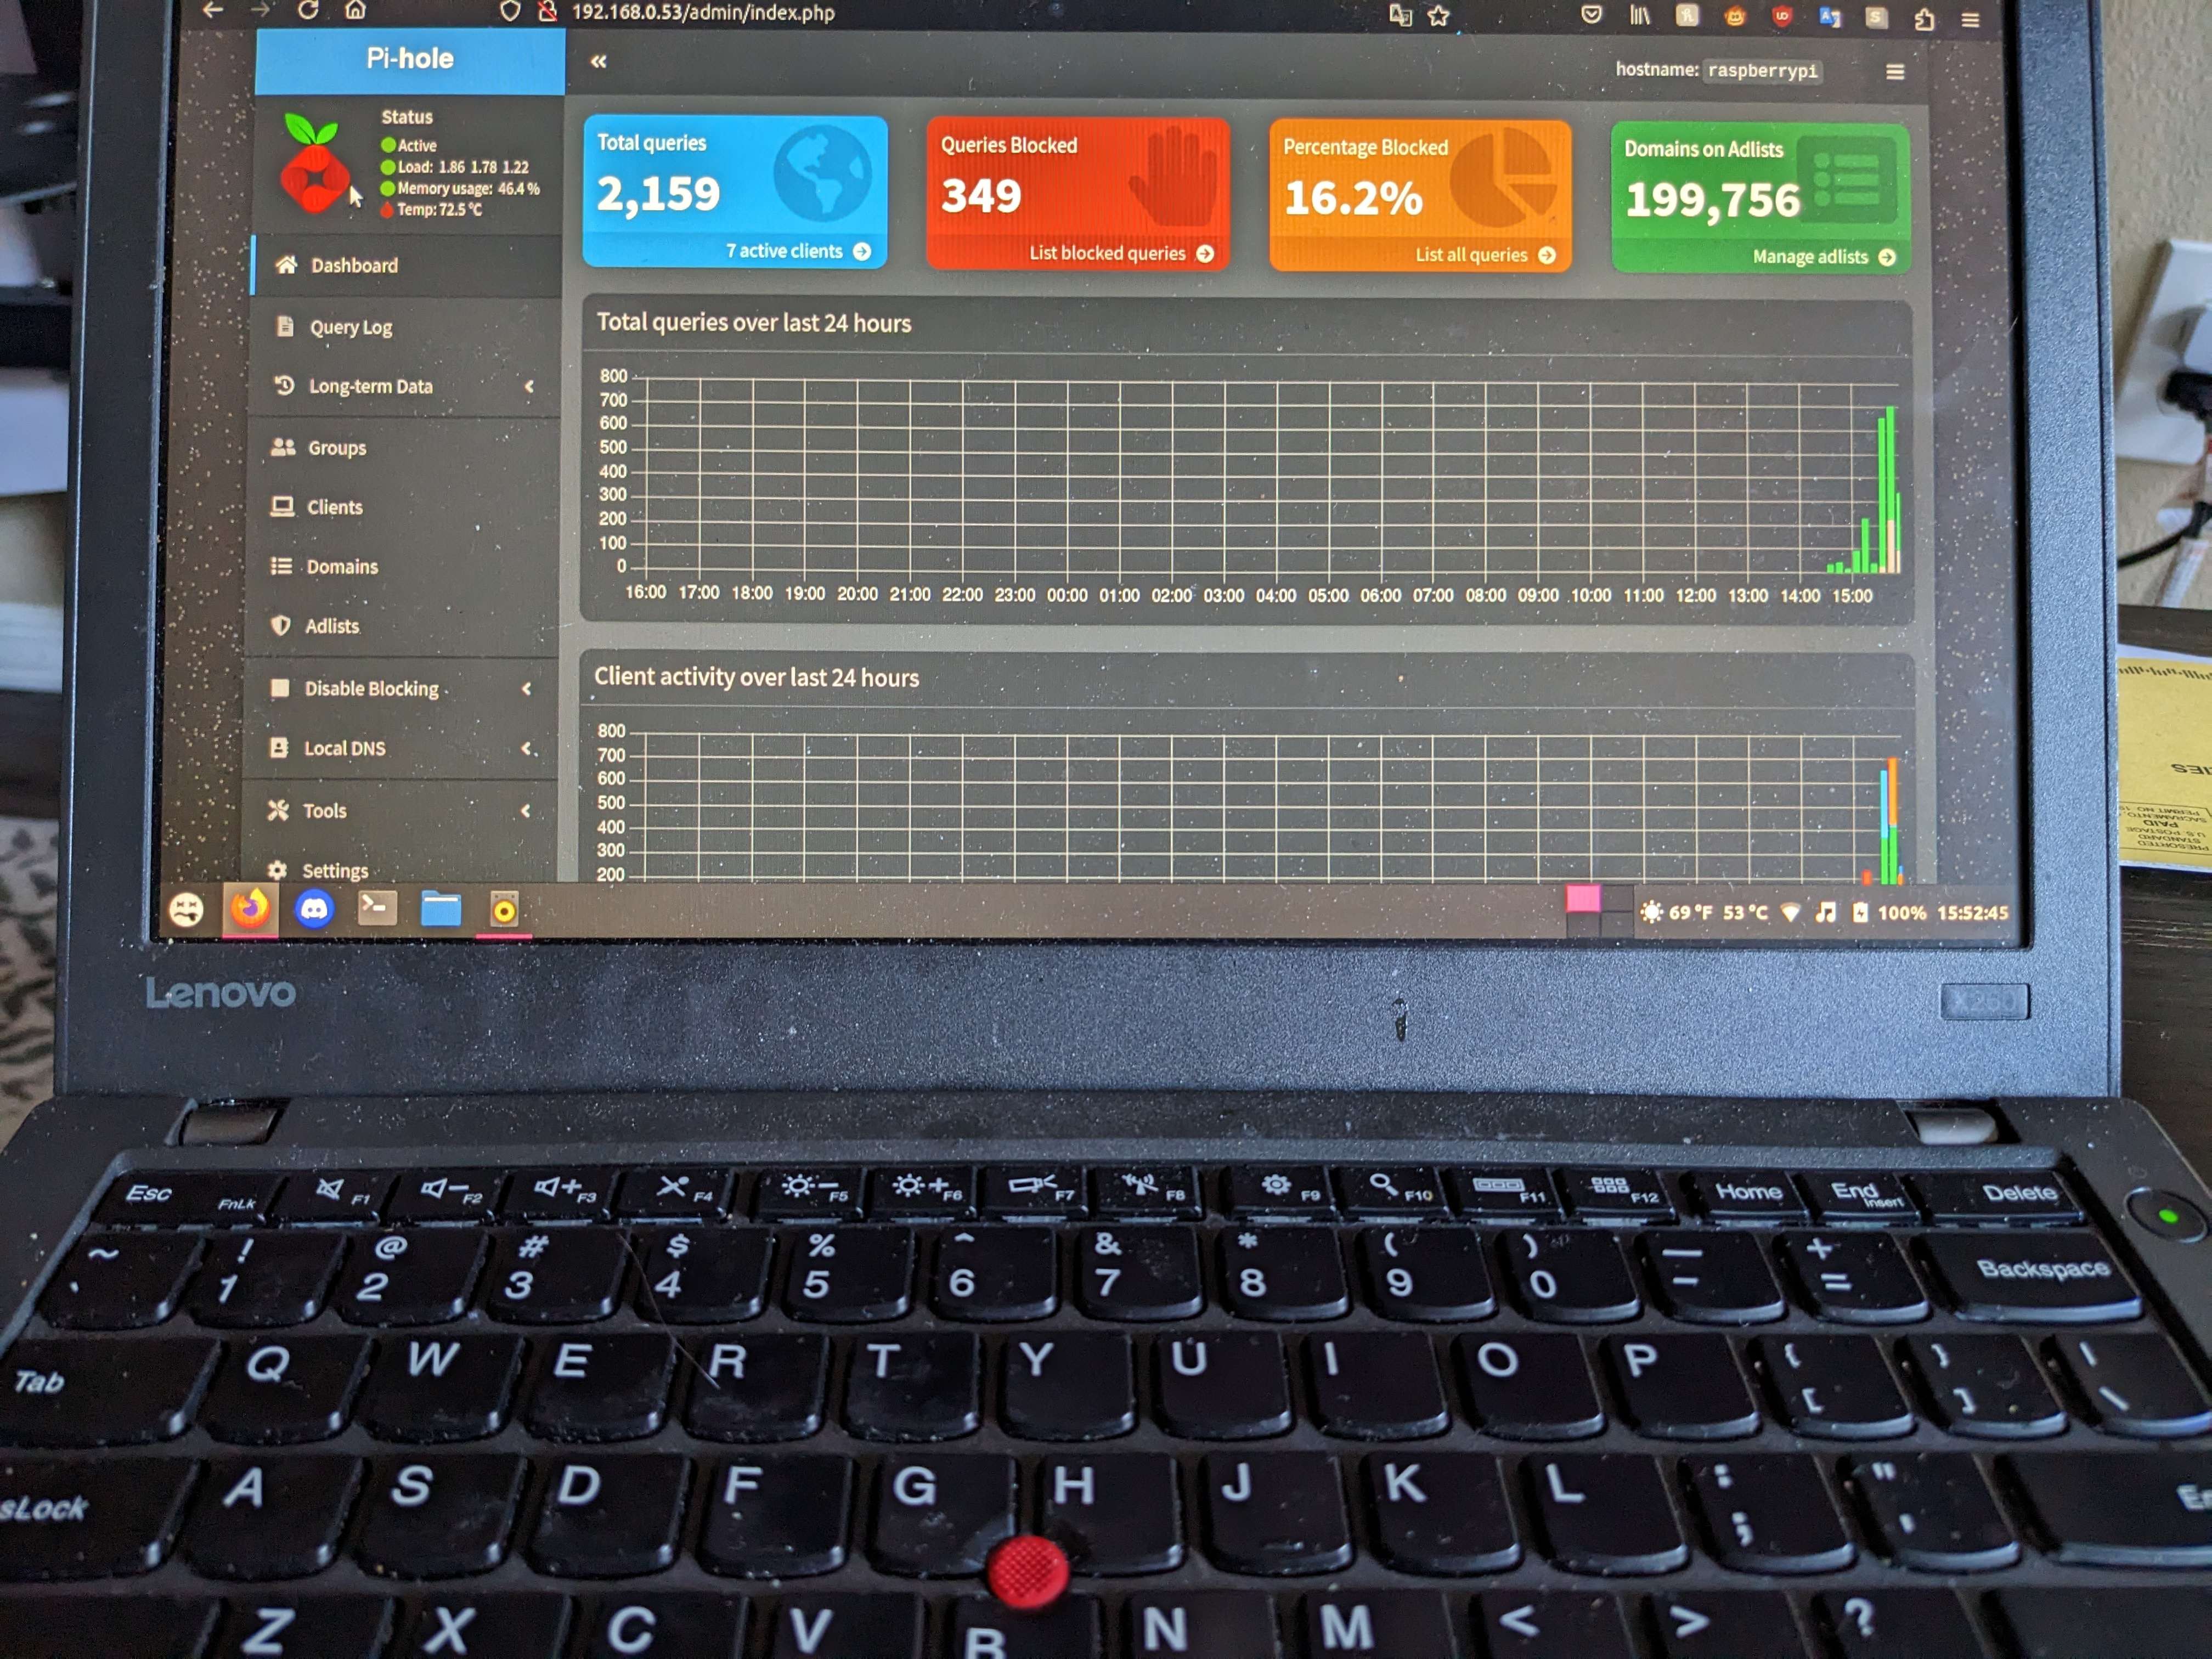 192.168.0.53/admin/index.php
Pi-hole
hostname: raspberrypi
Status
Active
Load: 1.86 1.78 1.22
Memory usage: 46.4 %
Temp: 72.5 °C
Total queries
2,159
7 active clients
Queries Blocked
349
List blocked queries
Percentage Blocked
16.2%
List all queries
Domains on Adlists
199,756
Manage adlists
Dashboard
Query Log
Long-term Data
Groups
Clients
Domains
Adlists
Disable Blocking
Local DNS
Tools
Settings
Total queries over last 24 hours
800
700
600
500
400
300
200
100
0
16:00 17:00 18:00 19:00 20:00 21:00 22:00 23:00 00:00 01:00 02:00 03:00 04:00 05:00 06:00 07:00 08:00 09:00 10:00 11:00 12:00 13:00 14:00 15:00
Client activity over last 24 hours
800
700
600
500
400
300
200
69 °F 53 °C 100% 15:52:45
Lenovo
PRESORTED
STANDARD
U.S. POSTAGE
PAID
SACRAMENTO,
PERMIT NO
Esc FnLk F1 F2 F3 F4 F5 F6 F7 F8 F9 F10 F11 F12 Home End Insert Delete
~ ! @ # $ % ^ & * ( ) — +
` 1 2 3 4 5 6 7 8 9 0 - = Backspace
Tab Q W E R T Y U I O P { [ } ] | \
sLock A S D F G H J K L : ; " ' En
Z X C V B N M < > ?